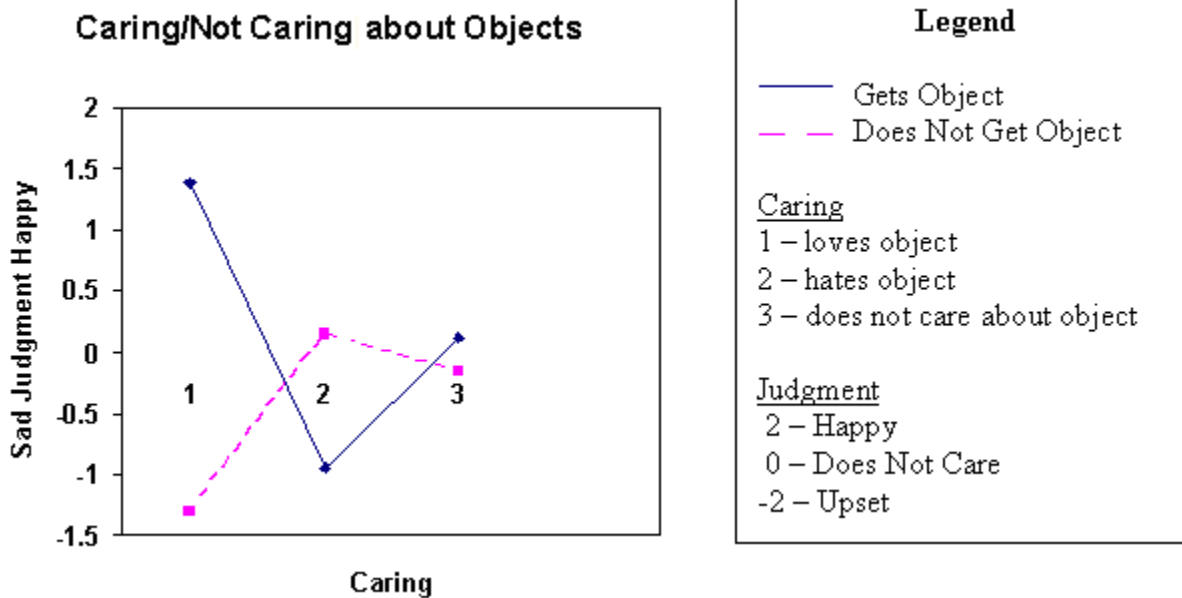 Caring/Not Caring about Objects
2
1.5
1
0.5
0
-0.5
-1
-1.5
Sad Judgment Happy
1
2
3
Caring
Legend
Gets Object
Does Not Get Object
Caring
1 – loves object
2 – hates object
3 – does not care about object
Judgment
2 – Happy
0 – Does Not Care
-2 – Upset